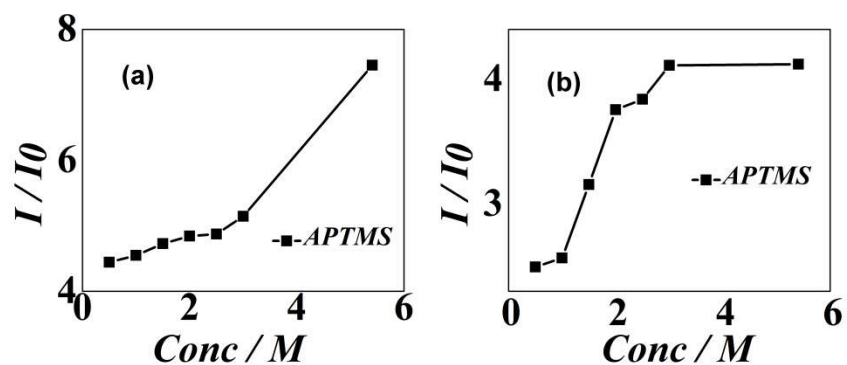 (a)
I / I0
8
6
4
-■-APTMS
0 2 4 6
Conc / M
(b)
I / I0
4
3
-■-APTMS
0 2 4 6
Conc / M